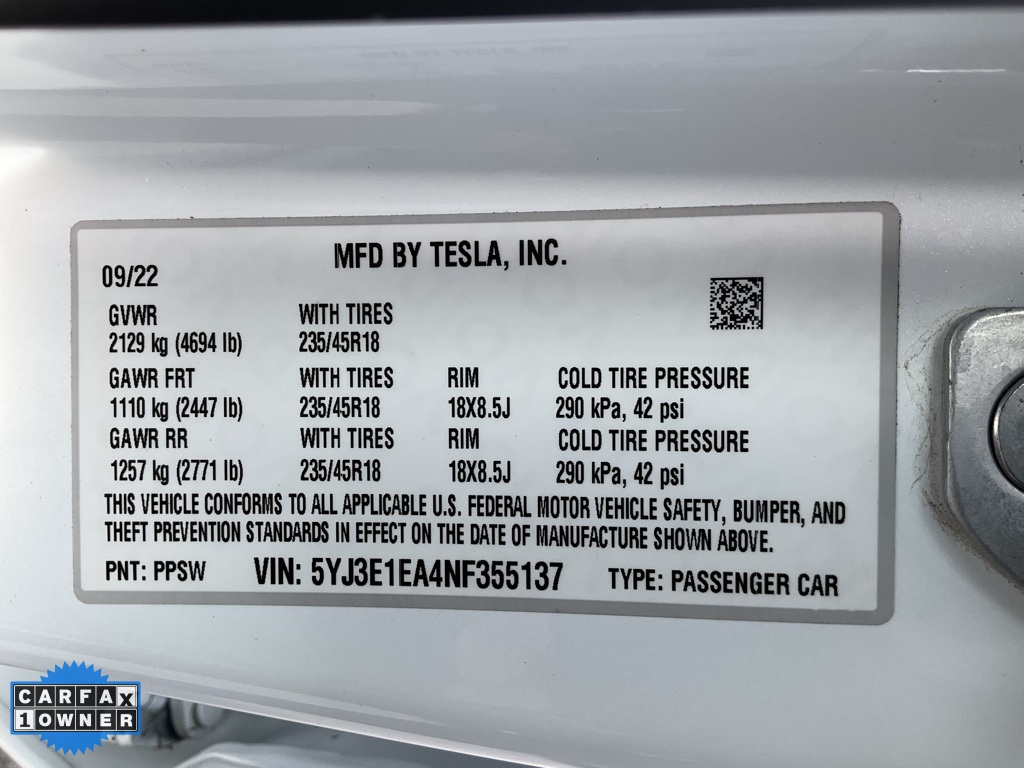 MFD BY TESLA, INC.
09/22
GVWR WITH TIRES
2129 kg (4694 lb) 235/45R18
GAWR FRT WITH TIRES RIM COLD TIRE PRESSURE
1110 kg (2447 lb) 235/45R18 18X8.5J 290 kPa, 42 psi
GAWR RR WITH TIRES RIM COLD TIRE PRESSURE
1257 kg (2771 lb) 235/45R18 18X8.5J 290 kPa, 42 psi
THIS VEHICLE CONFORMS TO ALL APPLICABLE U.S. FEDERAL MOTOR VEHICLE SAFETY, BUMPER, AND
THEFT PREVENTION STANDARDS IN EFFECT ON THE DATE OF MANUFACTURE SHOWN ABOVE.
PNT: PPSW VIN: 5YJ3E1EA4NF355137 TYPE: PASSENGER CAR
CARFAX
1 OWNER